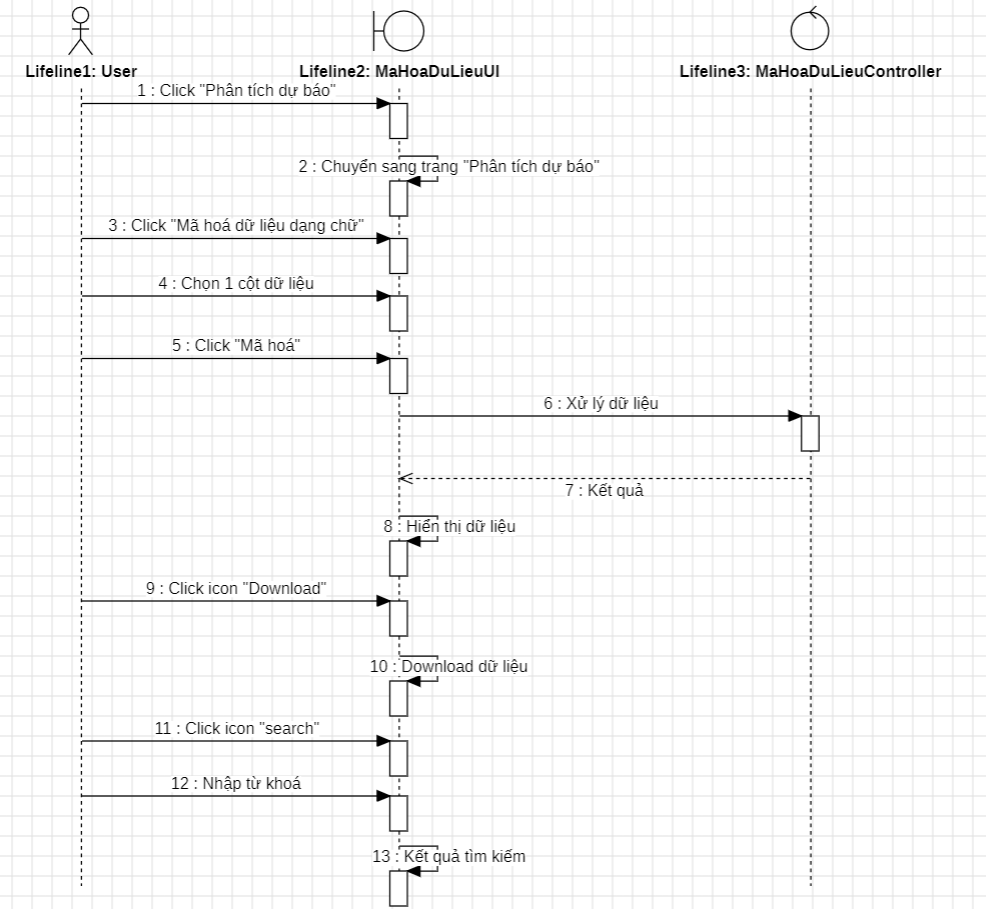 Lifeline1: User
Lifeline2: MaHoaDuLieuUI
Lifeline3: MaHoaDuLieuController
1 : Click "Phân tích dự báo"
2 : Chuyển sang trang "Phân tích dự báo"
3 : Click "Mã hoá dữ liệu dạng chữ"
4 : Chọn 1 cột dữ liệu
5 : Click "Mã hoá"
6 : Xử lý dữ liệu
7 : Kết quả
8 : Hiển thị dữ liệu
9 : Click icon "Download"
10 : Download dữ liệu
11 : Click icon "search"
12 : Nhập từ khoá
13 : Kết quả tìm kiếm